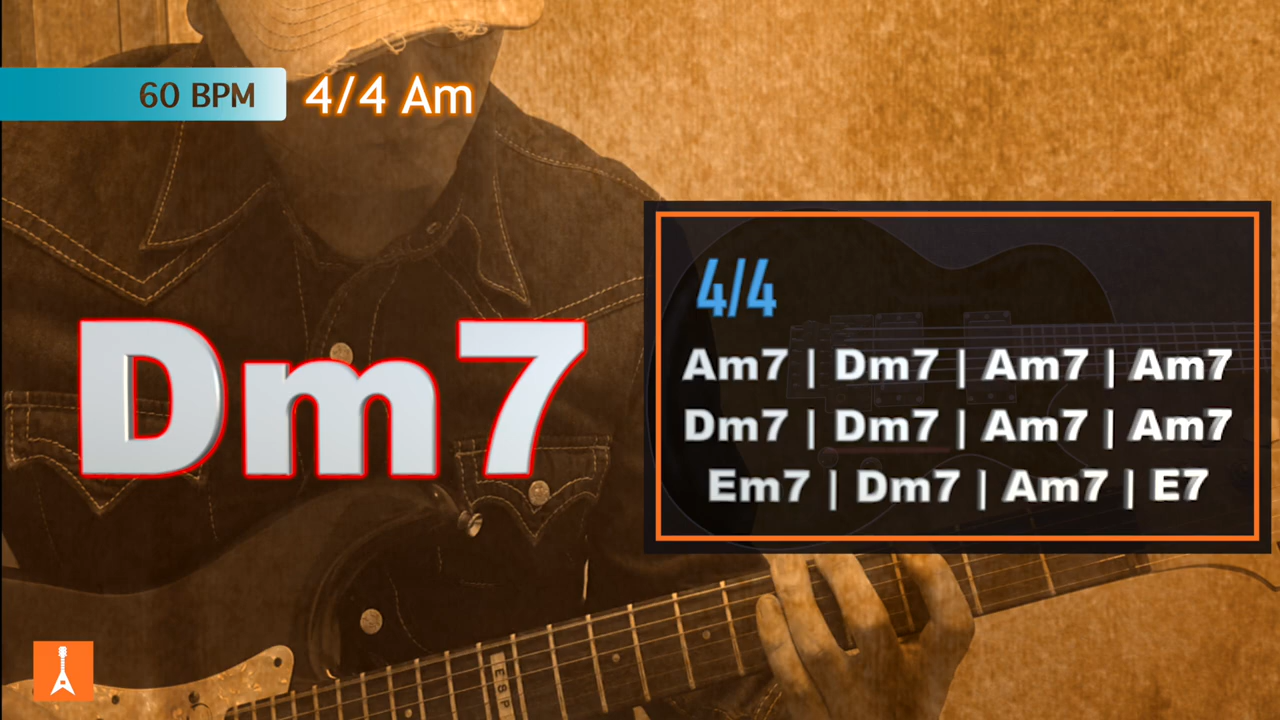 60 BPM 4/4 Am
Dm7
4/4
Am7 | Dm7 | Am7 | Am7
Dm7 | Dm7 | Am7 | Am7
Em7 | Dm7 | Am7 | E7
ESP